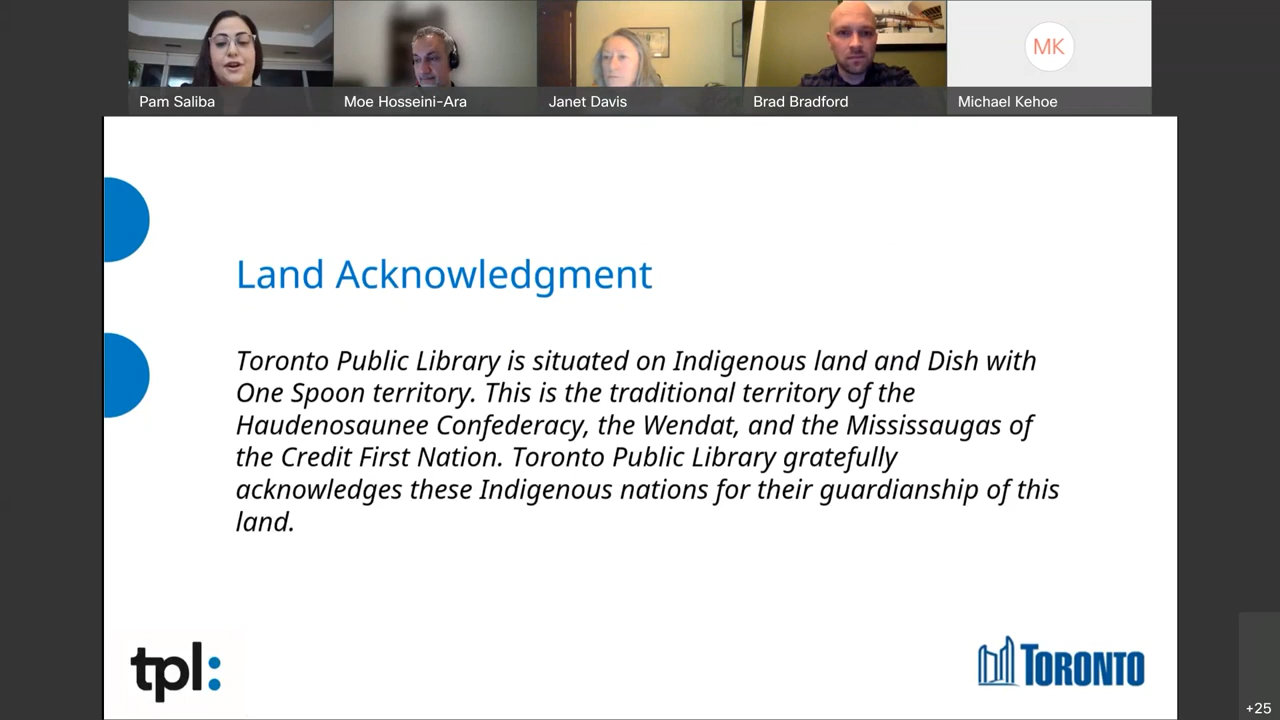 Pam Saliba
Moe Hosseini-Ara
Janet Davis
Brad Bradford
MK
Michael Kehoe
Land Acknowledgment
Toronto Public Library is situated on Indigenous land and Dish with
One Spoon territory. This is the traditional territory of the
Haudenosaunee Confederacy, the Wendat, and the Mississaugas of
the Credit First Nation. Toronto Public Library gratefully
acknowledges these Indigenous nations for their guardianship of this
land.
tpl:
TORONTO
+25